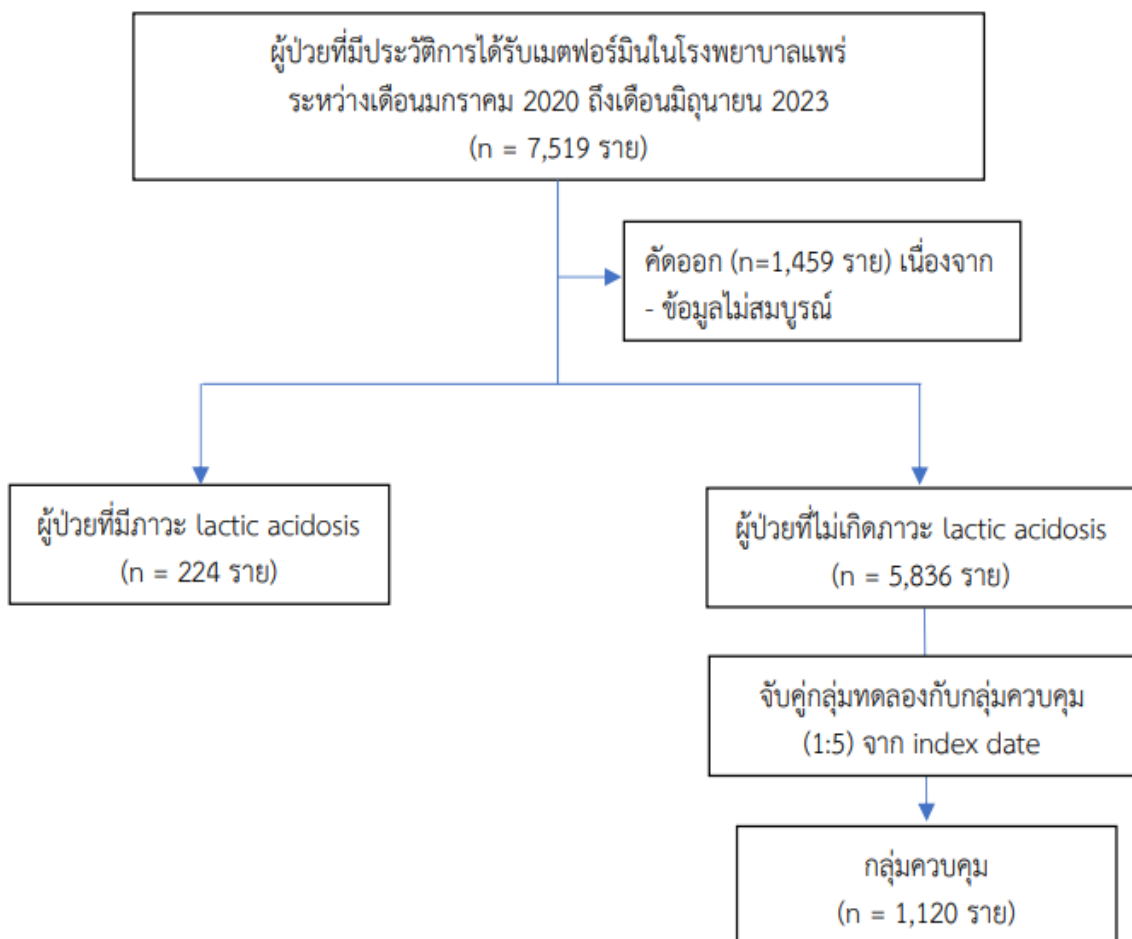 ผู้ป่วยที่มีประวัติการได้รับเมตฟอร์มินในโรงพยาบาลแพร่
ระหว่างเดือนมกราคม 2020 ถึงเดือนมิถุนายน 2023
(n = 7,519 ราย)
คัดออก (n=1,459 ราย) เนื่องจาก
- ข้อมูลไม่สมบูรณ์
ผู้ป่วยที่มีภาวะ lactic acidosis
(n = 224 ราย)
ผู้ป่วยที่ไม่เกิดภาวะ lactic acidosis
(n = 5,836 ราย)
จับคู่กลุ่มทดลองกับกลุ่มควบคุม
(1:5) จาก index date
กลุ่มควบคุม
(n = 1,120 ราย)